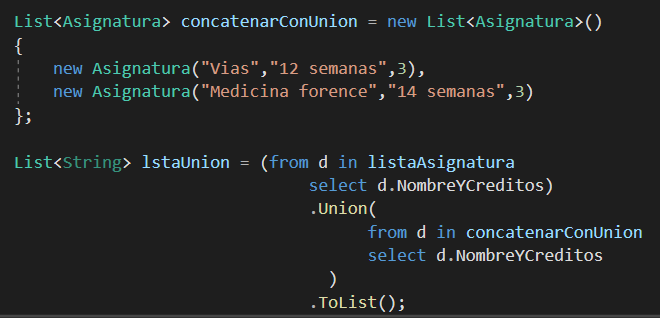 List<Asignatura> concatenarConUnion = new List<Asignatura>()
{
new Asignatura("Vias","12 semanas",3),
new Asignatura("Medicina forence","14 semanas",3)
};
List<String> lstaUnion = (from d in listaAsignatura
select d.NombreYCreditos)
.Union(
from d in concatenarConUnion
select d.NombreYCreditos
)
.ToList();